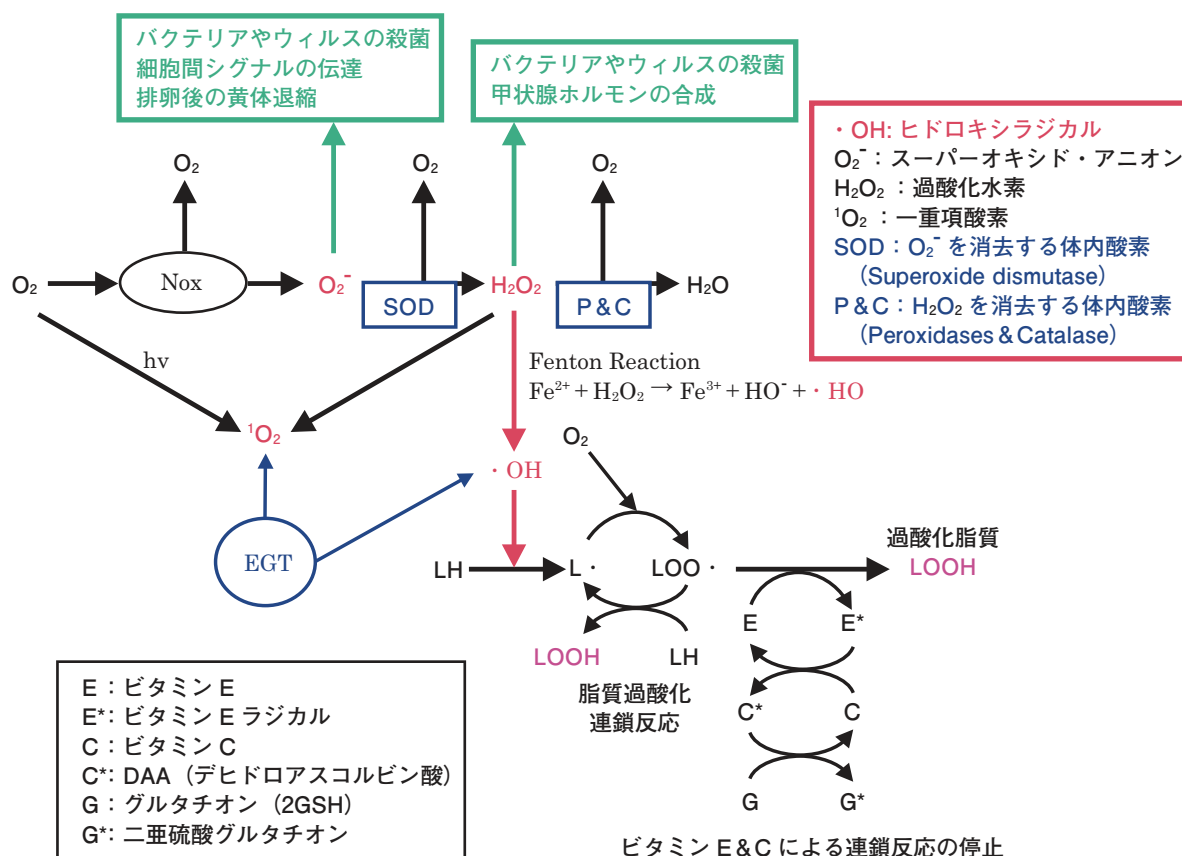 バクテリアやウィルスの殺菌
細胞間シグナルの伝達
排卵後の黄体退縮
バクテリアやウィルスの殺菌
甲状腺ホルモンの合成
・OH: ヒドロキシラジカル
O₂⁻：スーパーオキシド・アニオン
H₂O₂：過酸化水素
¹O₂：一重項酸素
SOD：O₂⁻ を消去する体内酸素
（Superoxide dismutase）
P & C：H₂O₂ を消去する体内酸素
（Peroxidases & Catalase）
O₂
O₂
O₂
O₂
Nox
O₂⁻
SOD
H₂O₂
P & C
H₂O
hv
Fenton Reaction
Fe²⁺ + H₂O₂ → Fe³⁺ + HO⁻ + ・HO
¹O₂
O₂
・OH
EGT
LH
L・
LOO・
過酸化脂質
LOOH
LOOH
LH
E
E*
脂質過酸化
連鎖反応
C*
C
G
G*
ビタミン E & C による連鎖反応の停止
E：ビタミン E
E*: ビタミン E ラジカル
C：ビタミン C
C*: DAA（デヒドロアスコルビン酸）
G：グルタチオン（2GSH）
G*: 二亜硫酸グルタチオン